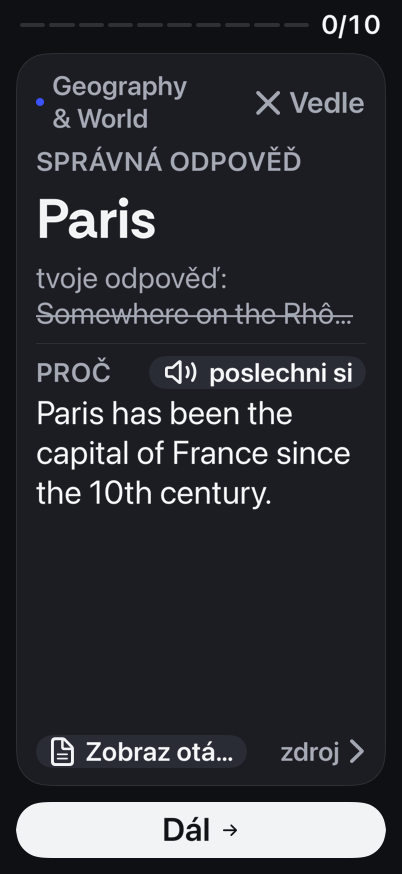 0/10
Geography
& World
Vedle
SPRÁVNÁ ODPOVĚĎ
Paris
tvoje odpověď:
Somewhere on the Rhô…
PROČ
poslechni si
Paris has been the
capital of France since
the 10th century.
Zobraz otá…
zdroj
Dál →